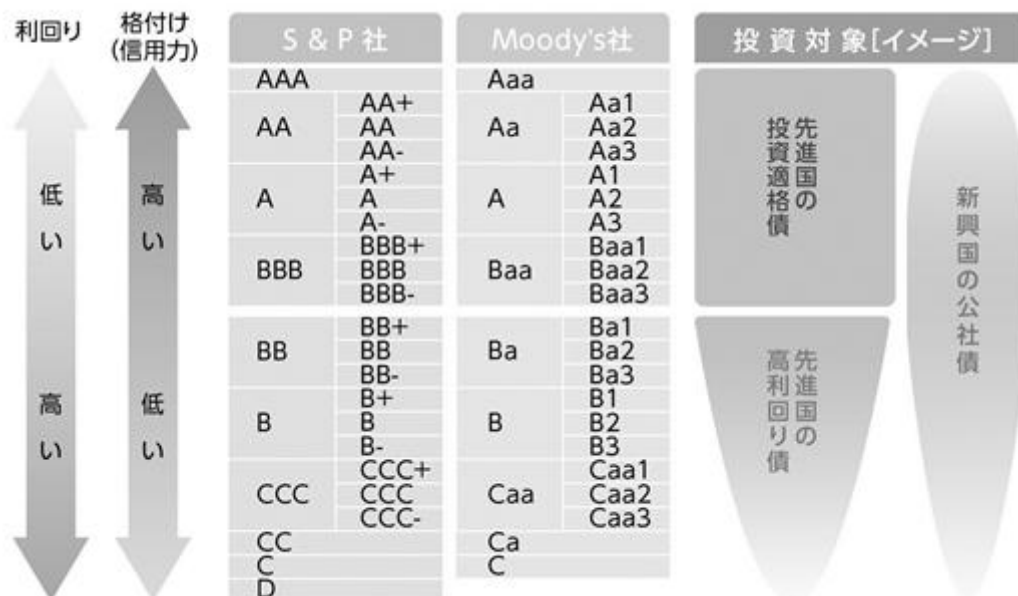 利回り
格付け
(信用力)
S & P 社
Moody's社
投 資 対 象[イメージ]
低い
高い
高い
低い
AAA
AA
AA+
AA
AA-
A
A+
A
A-
BBB
BBB+
BBB
BBB-
BB
BB+
BB
BB-
B
B+
B
B-
CCC
CCC+
CCC
CCC-
CC
C
D
Aaa
Aa
Aa1
Aa2
Aa3
A
A1
A2
A3
Baa
Baa1
Baa2
Baa3
Ba
Ba1
Ba2
Ba3
B
B1
B2
B3
Caa
Caa1
Caa2
Caa3
Ca
C
先進国の
投資適格債
先進国の
高利回り債
新興国の公社債